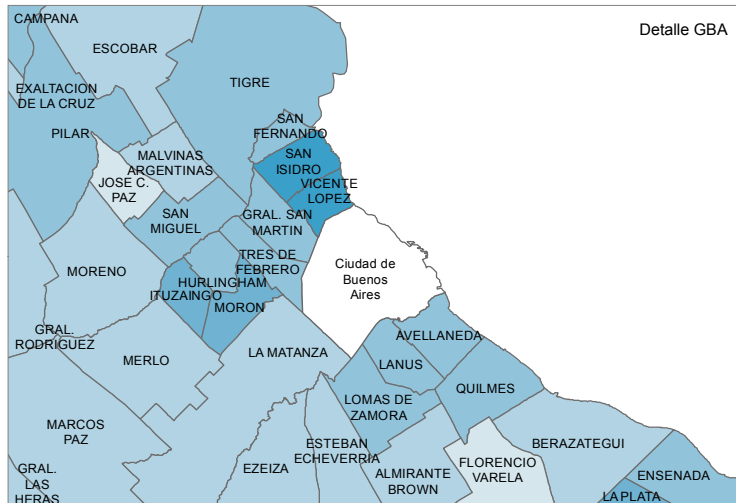 CAMPANA
Detalle GBA
ESCOBAR
TIGRE
EXALTACION
DE LA CRUZ
SAN
FERNANDO
PILAR
SAN
ISIDRO
MALVINAS
ARGENTINAS
JOSE C.
PAZ
VICENTE
LOPEZ
SAN
MIGUEL
GRAL. SAN
MARTIN
TRES DE
FEBRERO
MORENO
HURLINGHAM
ITUZAINGO
MORON
Ciudad de
Buenos
Aires
GRAL.
RODRIGUEZ
MERLO
LA MATANZA
AVELLANEDA
LANUS
QUILMES
LOMAS DE
ZAMORA
MARCOS
PAZ
ESTEBAN
ECHEVERRIA
BERAZATEGUI
EZEIZA
ALMIRANTE
BROWN
FLORENCIO
VARELA
ENSENADA
GRAL.
LAS
HERAS
LA PLATA